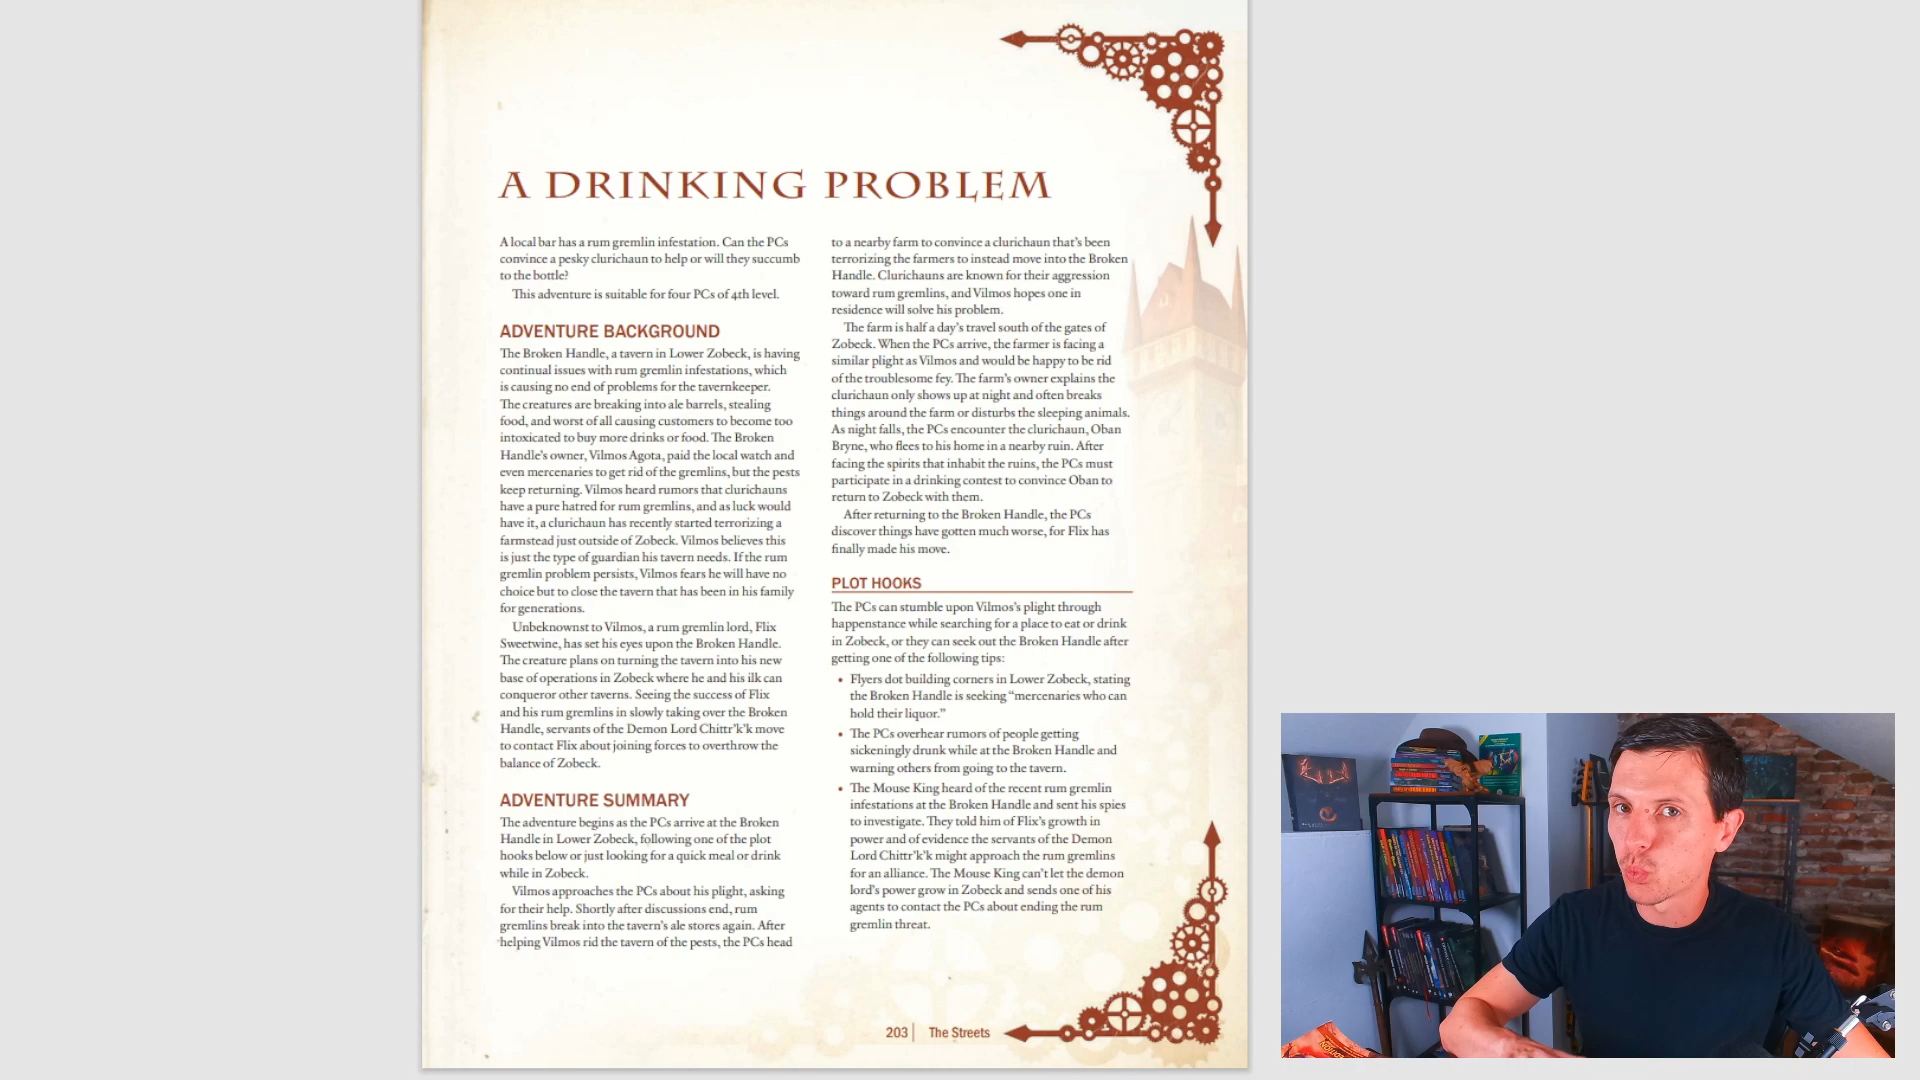 A DRINKING PROBLEM
A local bar has a rum gremlin infestation. Can the PCs
convince a pesky clurichaun to help or will they succumb
to the bottle?
This adventure is suitable for four PCs of 4th level.
ADVENTURE BACKGROUND
The Broken Handle, a tavern in Lower Zobeck, is having
continual issues with rum gremlin infestations, which
is causing no end of problems for the tavernkeeper.
The creatures are breaking into ale barrels, stealing
food, and worst of all causing customers to become too
intoxicated to buy more drinks or food. The Broken
Handle's owner, Vilmos Agota, paid the local watch and
even mercenaries to get rid of the gremlins, but the pests
keep returning. Vilmos heard rumors that clurichauns
have a pure hatred for rum gremlins, and as luck would
have it, a clurichaun has recently started terrorizing a
farmstead just outside of Zobeck. Vilmos believes this
is just the type of guardian his tavern needs. If the rum
gremlin problem persists, Vilmos fears he will have no
choice but to close the tavern that has been in his family
for generations.
Unbeknownst to Vilmos, a rum gremlin lord, Flix
Sweetwine, has set his eyes upon the Broken Handle.
The creature plans on turning the tavern into his new
base of operations in Zobeck where he and his ilk can
conqueror other taverns. Seeing the success of Flix
and his rum gremlins in slowly taking over the Broken
Handle, servants of the Demon Lord Chittr'k'k move
to contact Flix about joining forces to overthrow the
balance of Zobeck.
ADVENTURE SUMMARY
The adventure begins as the PCs arrive at the Broken
Handle in Lower Zobeck, following one of the plot
hooks below or just looking for a quick meal or drink
while in Zobeck.
Vilmos approaches the PCs about his plight, asking
for their help. Shortly after discussions end, rum
gremlins break into the tavern's ale stores again. After
helping Vilmos rid the tavern of the pests, the PCs head
to a nearby farm to convince a clurichaun that's been
terrorizing the farmers to instead move into the Broken
Handle. Clurichauns are known for their aggression
toward rum gremlins, and Vilmos hopes one in
residence will solve his problem.
The farm is half a day's travel south of the gates of
Zobeck. When the PCs arrive, the farmer is facing a
similar plight as Vilmos and would be happy to be rid
of the troublesome fey. The farm's owner explains the
clurichaun only shows up at night and often breaks
things around the farm or disturbs the sleeping animals.
As night falls, the PCs encounter the clurichaun, Oban
Bryne, who flees to his home in a nearby ruin. After
facing the spirits that inhabit the ruins, the PCs must
participate in a drinking contest to convince Oban to
return to Zobeck with them.
After returning to the Broken Handle, the PCs
discover things have gotten much worse, for Flix has
finally made his move.
PLOT HOOKS
The PCs can stumble upon Vilmos's plight through
happenstance while searching for a place to eat or drink
in Zobeck, or they can seek out the Broken Handle after
getting one of the following tips:
• Flyers dot building corners in Lower Zobeck, stating
the Broken Handle is seeking “mercenaries who can
hold their liquor.”
• The PCs overhear rumors of people getting
sickeningly drunk while at the Broken Handle and
warning others from going to the tavern.
• The Mouse King heard of the recent rum gremlin
infestations at the Broken Handle and sent his spies
to investigate. They told him of Flix's growth in
power and of evidence the servants of the Demon
Lord Chittr'k'k might approach the rum gremlins
for an alliance. The Mouse King can't let the demon
lord's power grow in Zobeck and sends one of his
agents to contact the PCs about ending the rum
gremlin threat.
203 | The Streets